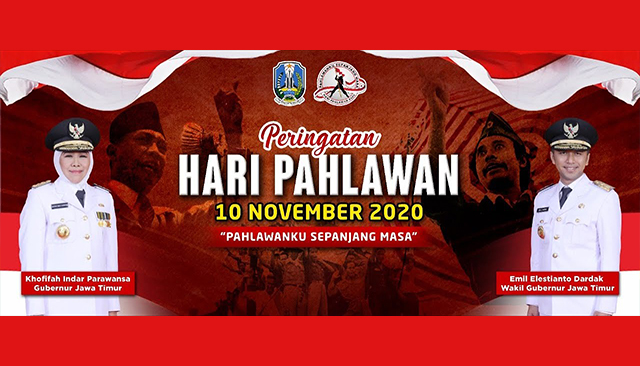 Peringatan
HARI PAHLAWAN
10 NOVEMBER 2020
"PAHLAWANKU SEPANJANG MASA"
Khofifah Indar Parawansa
Gubernur Jawa Timur
Emil Elestianto Dardak
Wakil Gubernur Jawa Timur